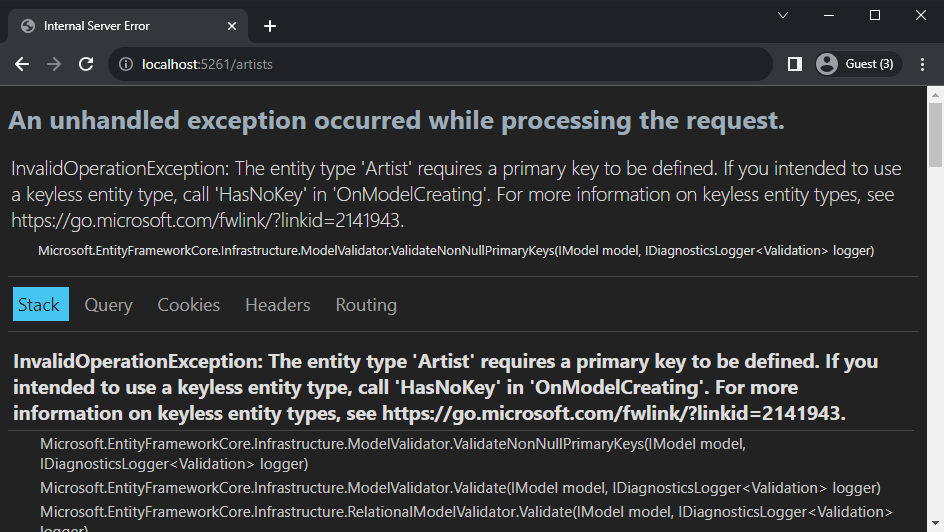 Internal Server Error
localhost:5261/artists
Guest (3)
An unhandled exception occurred while processing the request.
InvalidOperationException: The entity type 'Artist' requires a primary key to be defined. If you intended to use
a keyless entity type, call 'HasNoKey' in 'OnModelCreating'. For more information on keyless entity types, see
https://go.microsoft.com/fwlink/?linkid=2141943.
Microsoft.EntityFrameworkCore.Infrastructure.ModelValidator.ValidateNonNullPrimaryKeys(IModel model, IDiagnosticsLogger<Validation> logger)
Stack Query Cookies Headers Routing
InvalidOperationException: The entity type 'Artist' requires a primary key to be defined. If you
intended to use a keyless entity type, call 'HasNoKey' in 'OnModelCreating'. For more
information on keyless entity types, see https://go.microsoft.com/fwlink/?linkid=2141943.
Microsoft.EntityFrameworkCore.Infrastructure.ModelValidator.ValidateNonNullPrimaryKeys(IModel model,
IDiagnosticsLogger<Validation> logger)
Microsoft.EntityFrameworkCore.Infrastructure.ModelValidator.Validate(IModel model, IDiagnosticsLogger<Validation> logger)
Microsoft.EntityFrameworkCore.Infrastructure.RelationalModelValidator.Validate(IModel model, IDiagnosticsLogger<Validation>
logger)